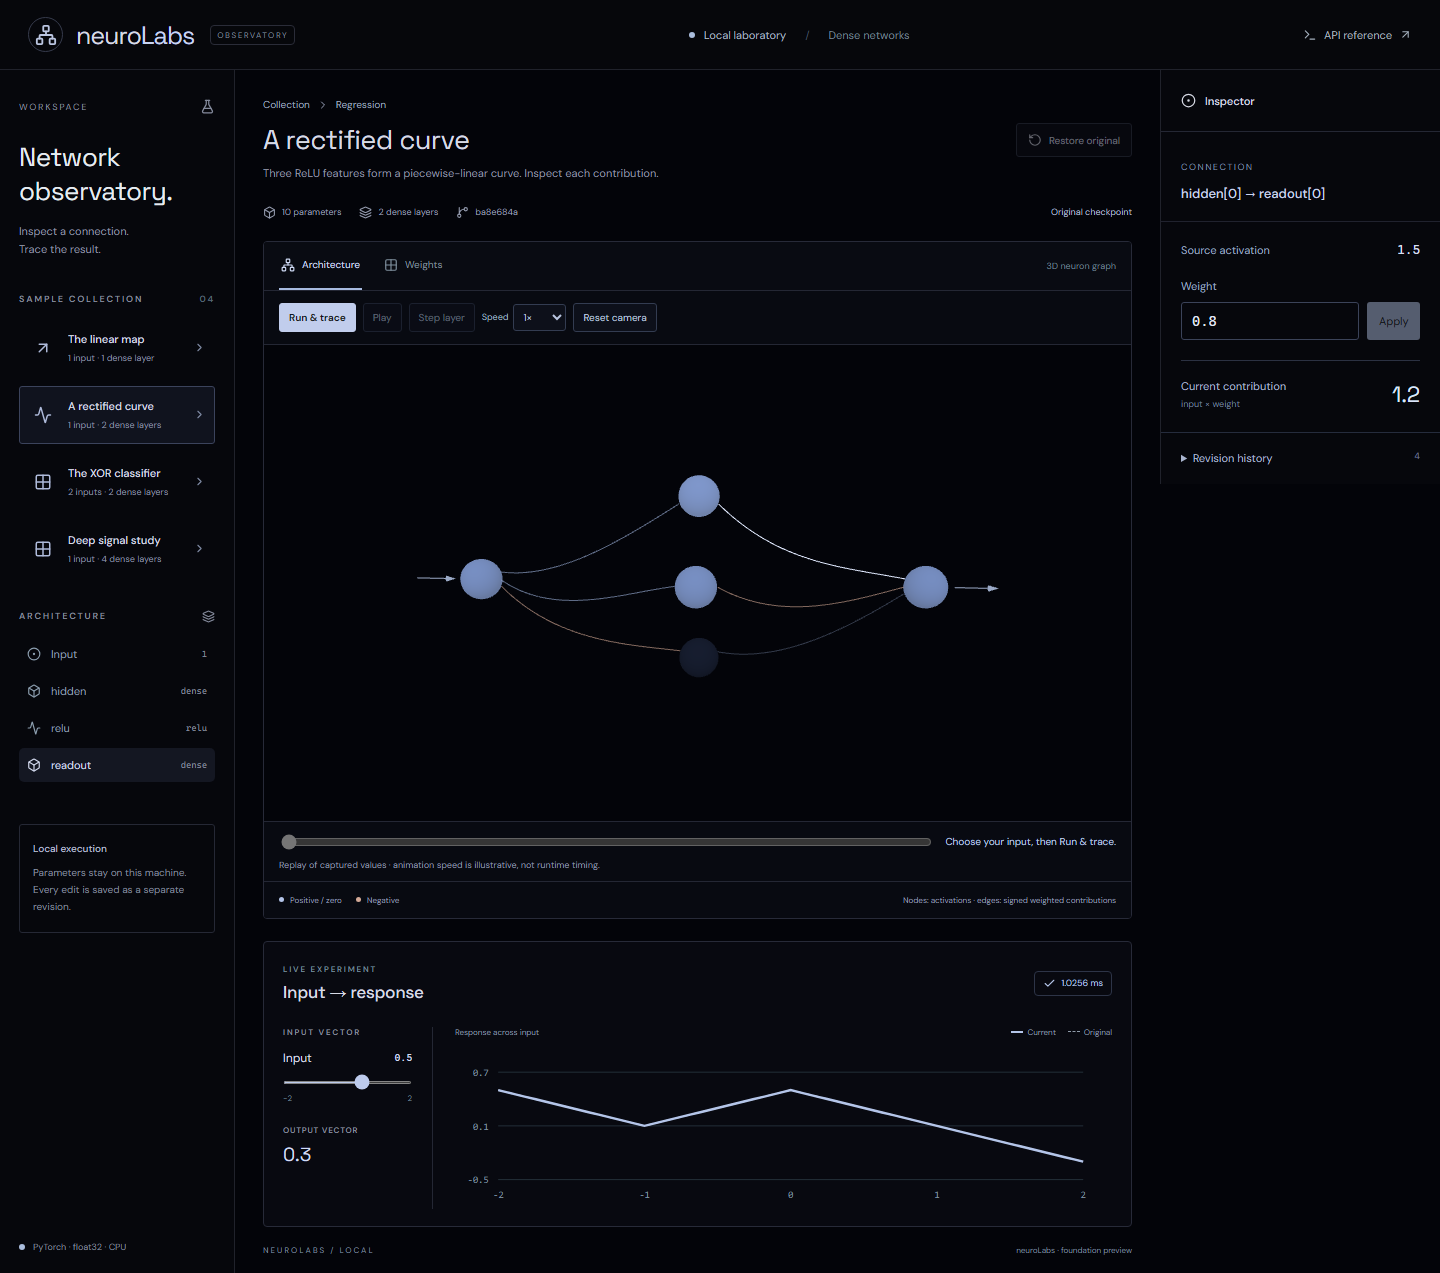 neuroLabs
OBSERVATORY
Local laboratory / Dense networks
API reference
WORKSPACE
Network
observatory.
Inspect a connection.
Trace the result.
SAMPLE COLLECTION 04
The linear map
1 input · 1 dense layer
A rectified curve
1 input · 2 dense layers
The XOR classifier
2 inputs · 2 dense layers
Deep signal study
1 input · 4 dense layers
ARCHITECTURE
Input 1
hidden dense
relu relu
readout dense
Local execution
Parameters stay on this machine.
Every edit is saved as a separate
revision.
PyTorch · float32 · CPU
Collection > Regression
A rectified curve
Restore original
Three ReLU features form a piecewise-linear curve. Inspect each contribution.
10 parameters 2 dense layers ba8e684a
Original checkpoint
Architecture Weights
3D neuron graph
Run & trace Play Step layer Speed 1× Reset camera
Choose your input, then Run & trace.
Replay of captured values · animation speed is illustrative, not runtime timing.
Positive / zero Negative
Nodes: activations · edges: signed weighted contributions
LIVE EXPERIMENT
Input → response
1.0256 ms
INPUT VECTOR
Input 0.5
-2 2
OUTPUT VECTOR
0.3
Response across input
Current Original
0.7
0.1
-0.5
-2 -1 0 1 2
NEUROLABS / LOCAL
neuroLabs · foundation preview
Inspector
CONNECTION
hidden[0] → readout[0]
Source activation 1.5
Weight
0.8 Apply
Current contribution 1.2
input × weight
Revision history 4